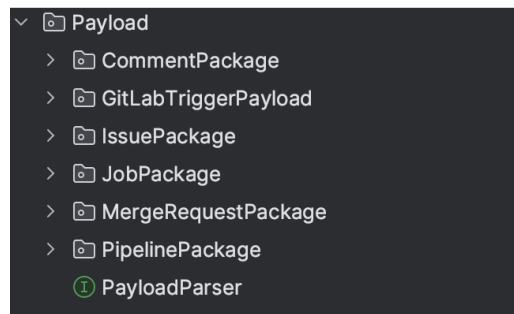 Payload
CommentPackage
GitLabTriggerPayload
IssuePackage
JobPackage
MergeRequestPackage
PipelinePackage
PayloadParser